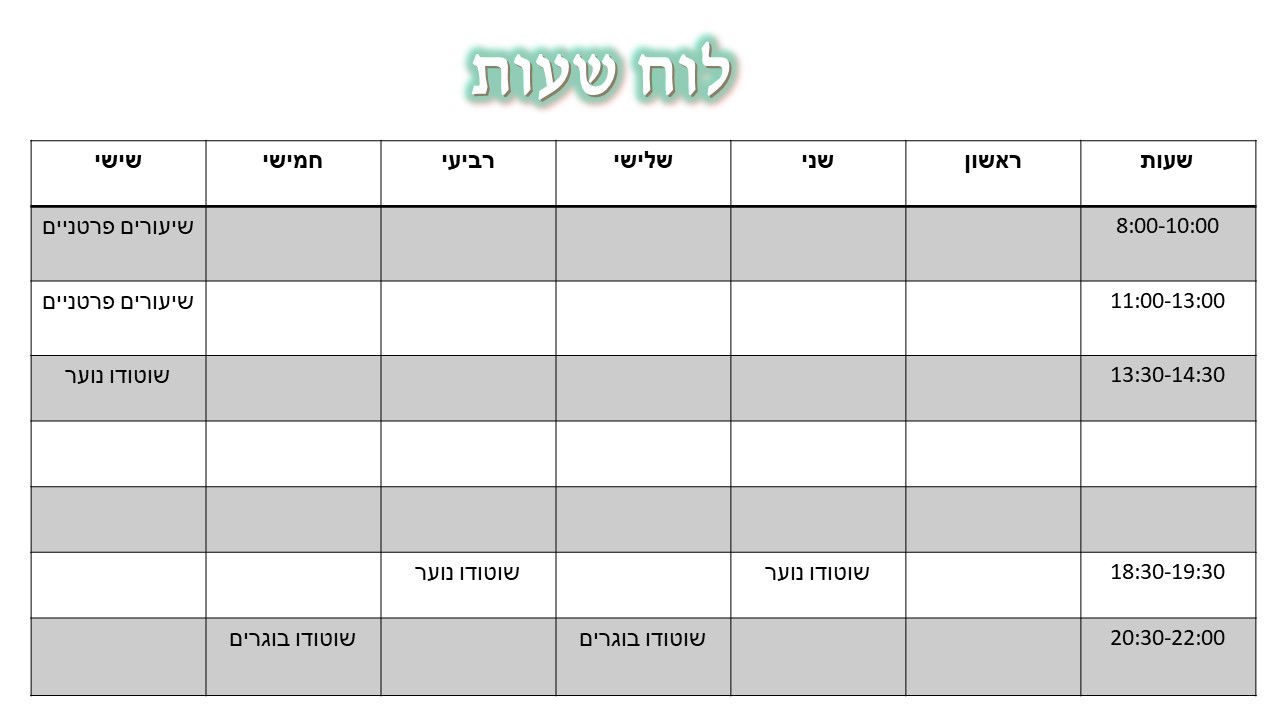 לוח שעות
שעות ראשון שני שלישי רביעי חמישי שישי
8:00-10:00 שיעורים פרטניים
11:00-13:00 שיעורים פרטניים
13:30-14:30 שוטודו נוער
18:30-19:30 שוטודו נוער שוטודו נוער
20:30-22:00 שוטודו בוגרים שוטודו בוגרים